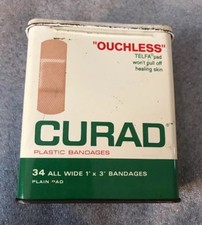 "OUCHLESS"
TELFA® pad
won't pull off
healing skin
CURAD®
PLASTIC BANDAGES
34 ALL WIDE 1" x 3" BANDAGES
PLAIN PAD